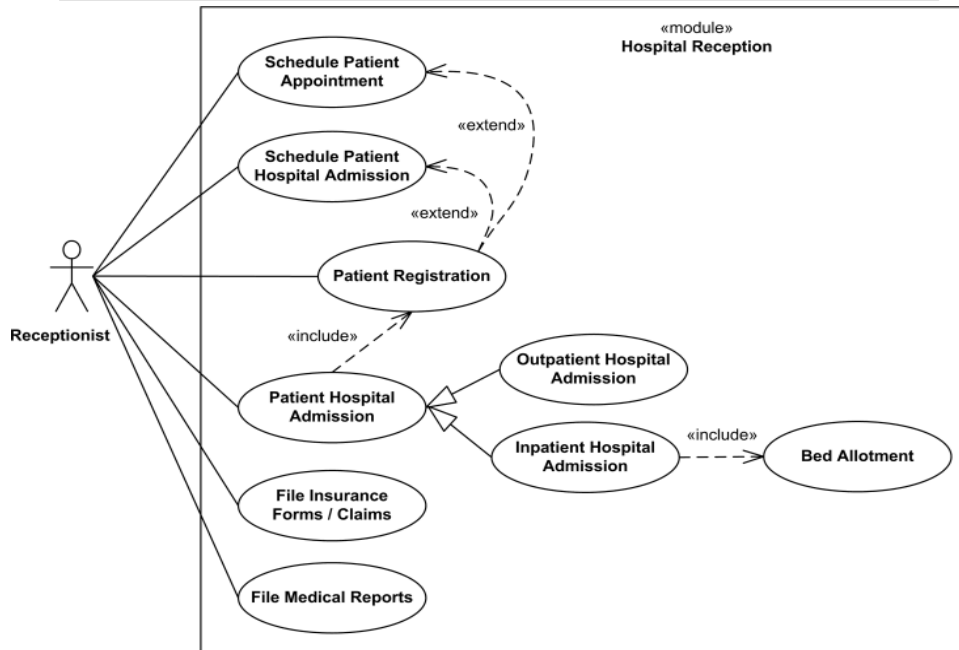 «module»
Hospital Reception
Schedule Patient
Appointment
«extend»
Schedule Patient
Hospital Admission
«extend»
Patient Registration
Receptionist
«include»
Outpatient Hospital
Admission
Patient Hospital
Admission
Inpatient Hospital
Admission
«include»
Bed Allotment
File Insurance
Forms / Claims
File Medical Reports